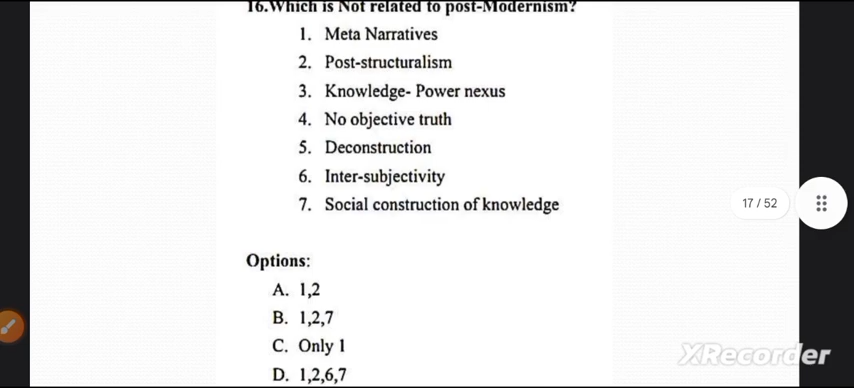 16.Which is Not related to post-Modernism?
1. Meta Narratives
2. Post-structuralism
3. Knowledge- Power nexus
4. No objective truth
5. Deconstruction
6. Inter-subjectivity
7. Social construction of knowledge
17 / 52
Options:
A. 1,2
B. 1,2,7
C. Only 1
D. 1,2,6,7
XRecorder